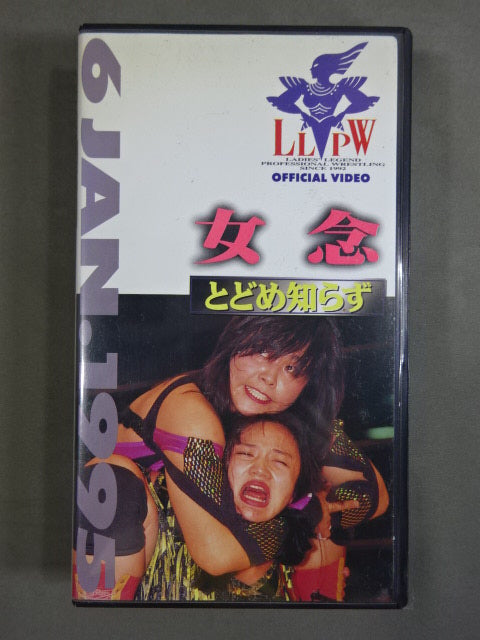 6 JAN.1995
LLPW
LADIES' LEGEND
PROFESSIONAL WRESTLING
SINCE 1992
OFFICIAL VIDEO
女念
とどめ知らず